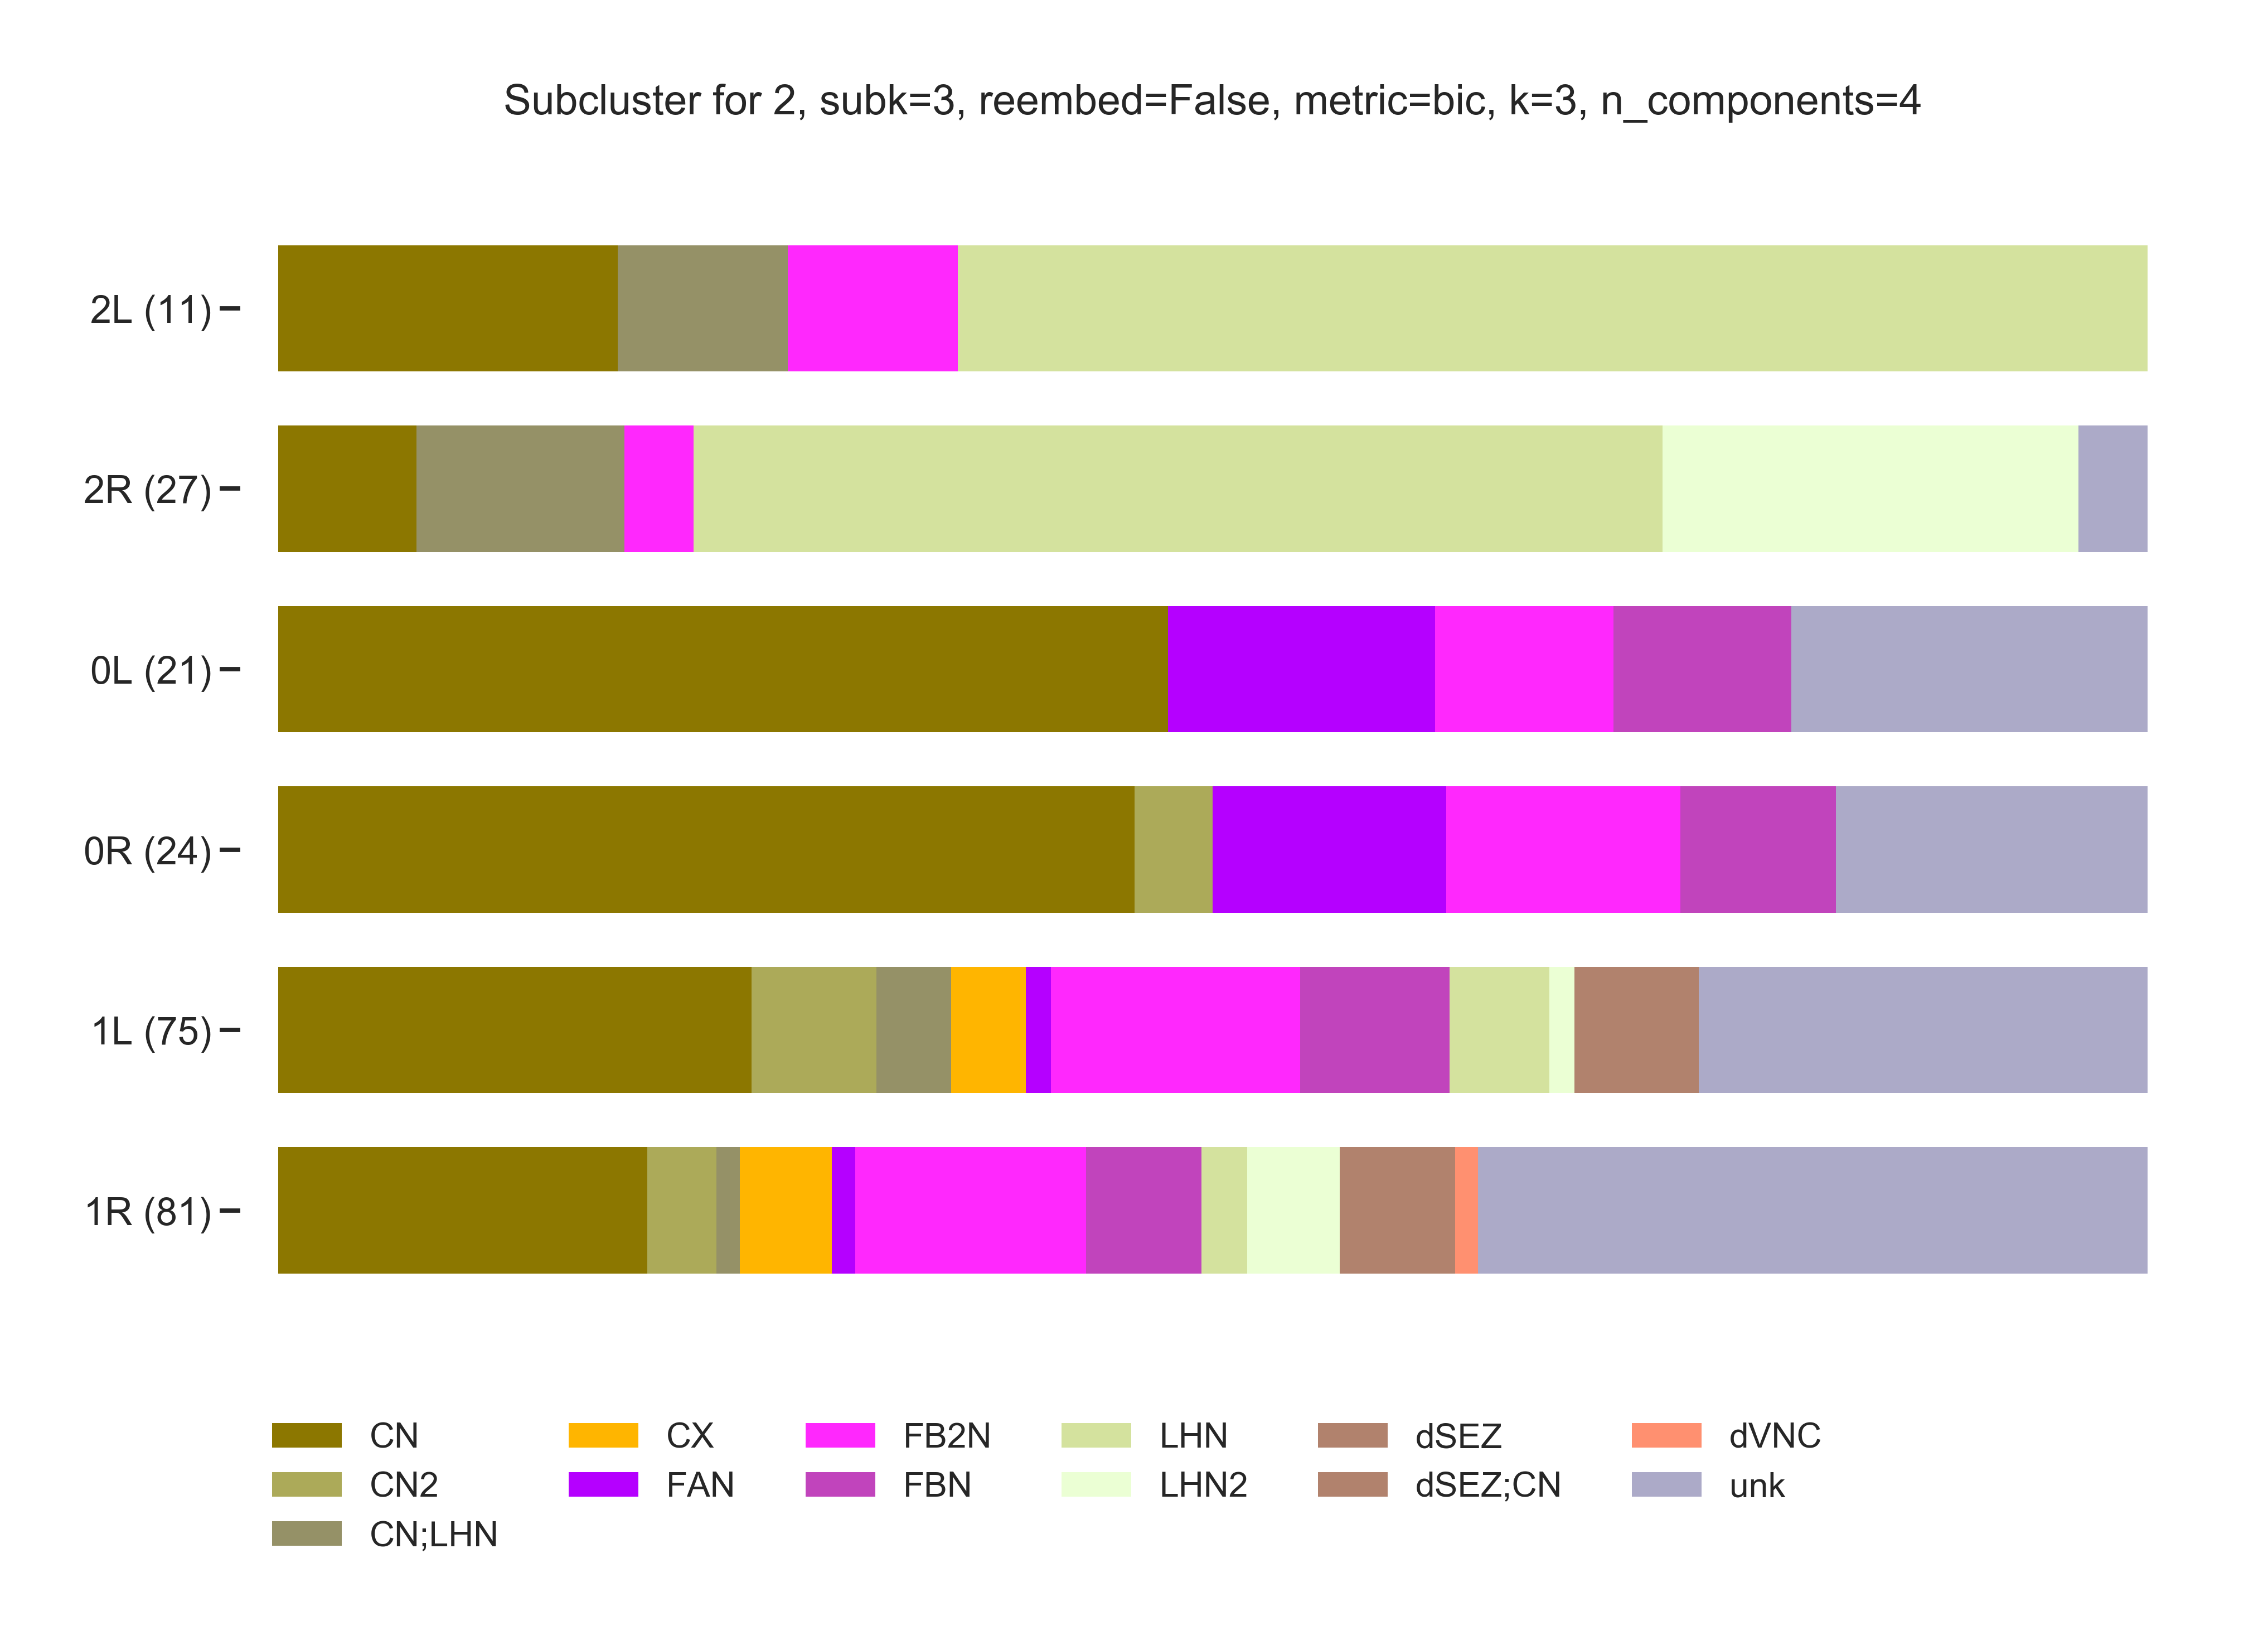 Subcluster for 2, subk=3, reembed=False, metric=bic, k=3, n_components=4
2L (11)
2R (27)
0L (21)
0R (24)
1L (75)
1R (81)
CN CX FB2N LHN dSEZ dVNC
CN2 FAN FBN LHN2 dSEZ;CN unk
CN;LHN